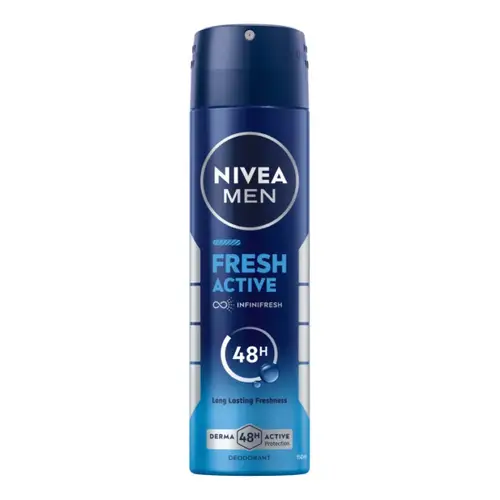 NIVEA
MEN
FRESH
ACTIVE
INFINIFRESH
48H
Long Lasting Freshness
DERMA 48H ACTIVE
Protection
DEODORANT